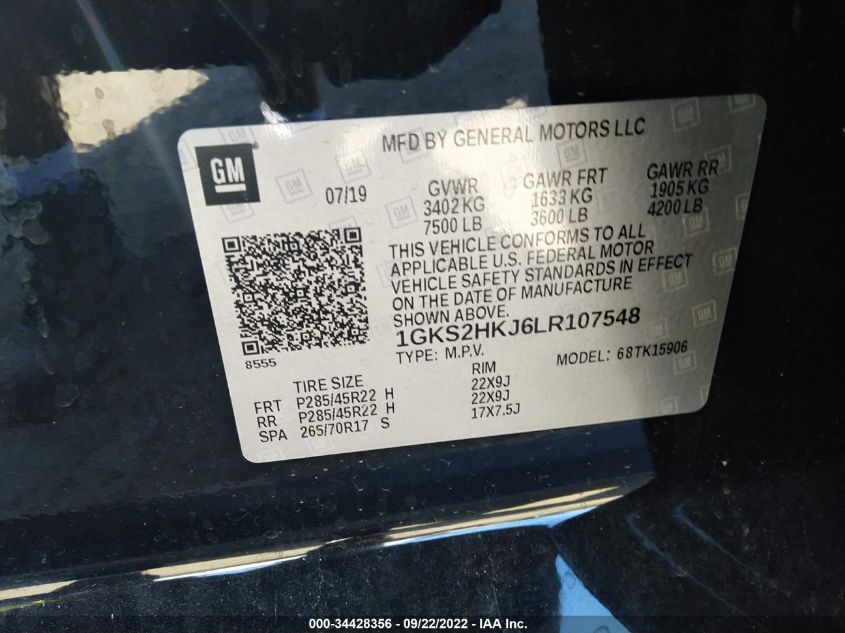 MFD BY GENERAL MOTORS LLC
GM
07/19
GVWR GAWR FRT GAWR RR
3402 KG 1633 KG 1905 KG
7500 LB 3600 LB 4200 LB
THIS VEHICLE CONFORMS TO ALL
APPLICABLE U.S. FEDERAL MOTOR
VEHICLE SAFETY STANDARDS IN EFFECT
ON THE DATE OF MANUFACTURE
SHOWN ABOVE.
1GKS2HKJ6LR107548
8555
TYPE: M.P.V. MODEL: 68TK15906
TIRE SIZE RIM
FRT P285/45R22 H 22X9J
RR P285/45R22 H 22X9J
SPA 265/70R17 S 17X7.5J
000-34428356 - 09/22/2022 - IAA Inc.